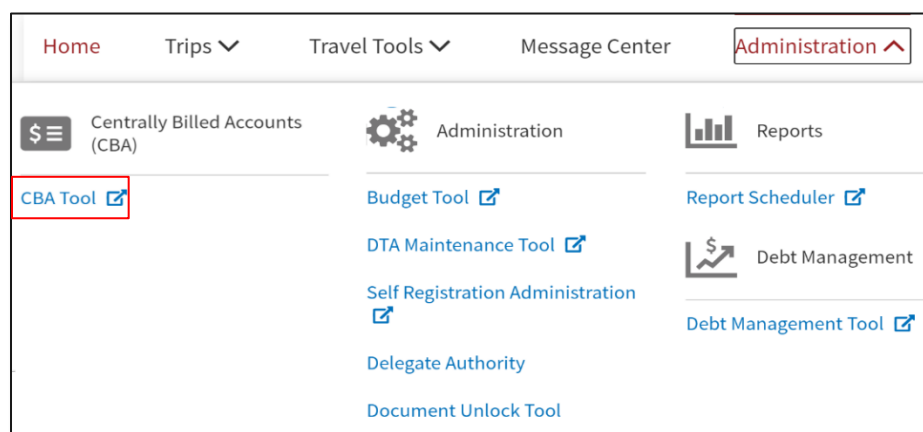 Home Trips Travel Tools Message Center Administration
$ Centrally Billed Accounts
(CBA)
CBA Tool
Administration
Budget Tool
DTA Maintenance Tool
Self Registration Administration
Delegate Authority
Document Unlock Tool
Reports
Report Scheduler
$ Debt Management
Debt Management Tool